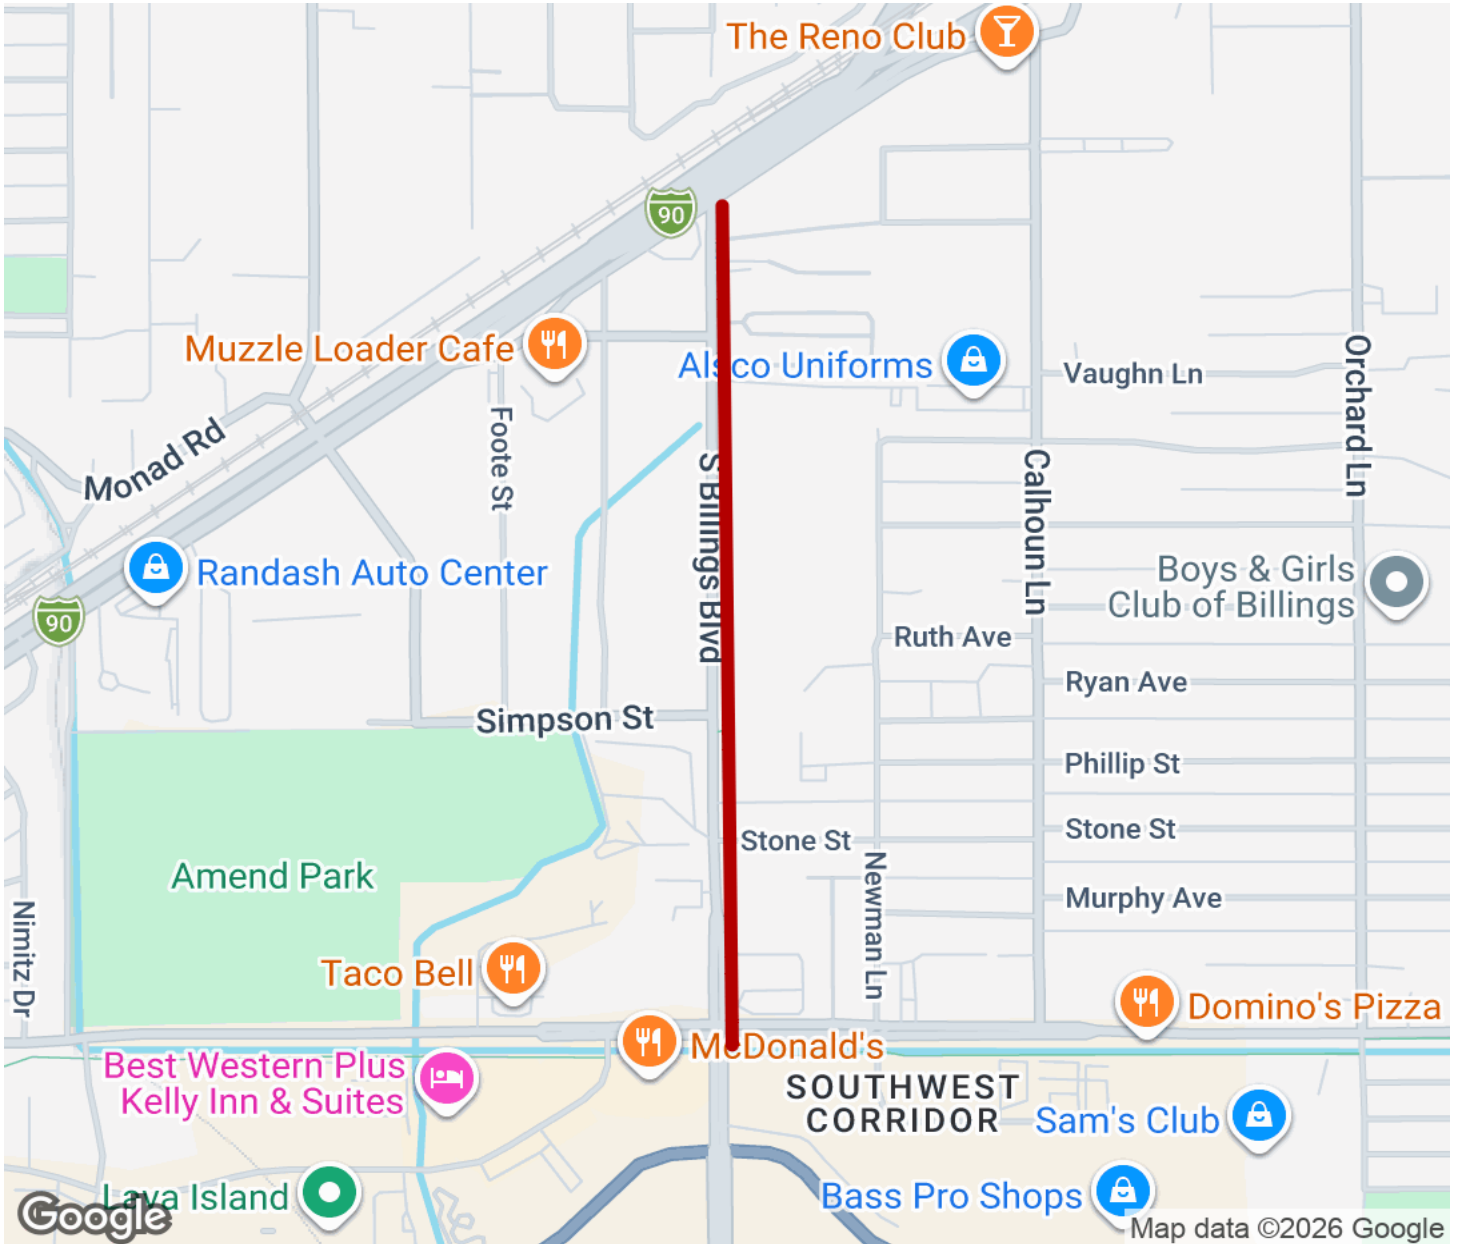 The Reno Club
90
Muzzle Loader Cafe
Alsco Uniforms
Vaughn Ln
Orchard Ln
Monad Rd
Foote St
S Billings Blvd
Calhoun Ln
Randash Auto Center
90
Boys & Girls
Club of Billings
Ruth Ave
Ryan Ave
Simpson St
Phillip St
Stone St
Stone St
Amend Park
Newman Ln
Murphy Ave
Nimitz Dr
Taco Bell
Domino's Pizza
McDonald's
Best Western Plus
Kelly Inn & Suites
SOUTHWEST
CORRIDOR
Sam's Club
Lava Island
Bass Pro Shops
Google
Map data ©2026 Google